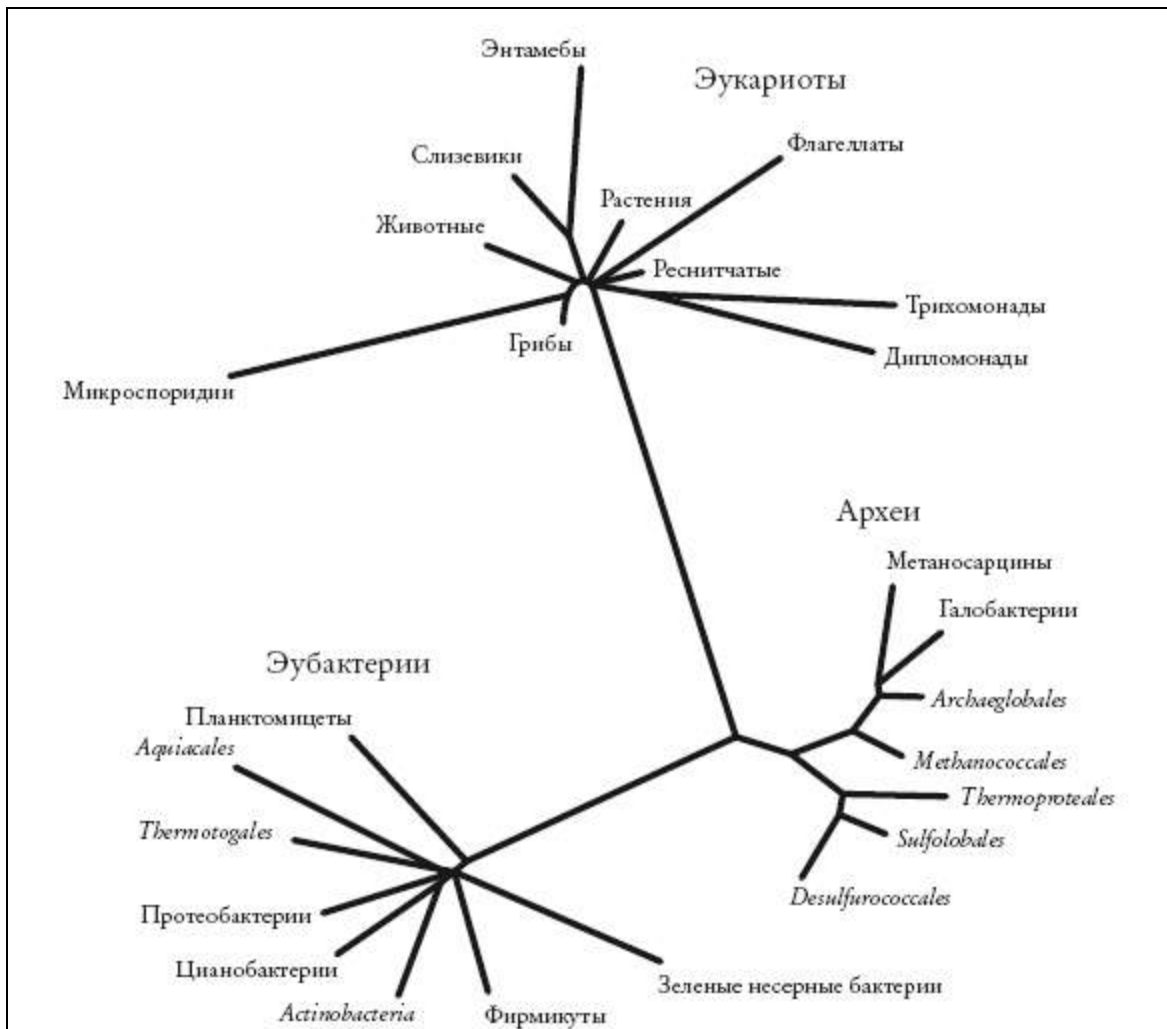 Энтамебы
Эукариоты
Флагеллаты
Слизевики
Растения
Животные
Реснитчатые
Трихомонады
Грибы
Дипломонады
Микроспоридии
Археи
Метаносарцины
Галобактерии
Эубактерии
Archaeglobales
Планктомицеты
Aquiacales
Methanococcales
Thermoproteales
Thermotogales
Sulfolobales
Desulfurococcales
Протеобактерии
Цианобактерии
Зеленые несерные бактерии
Actinobacteria
Фирмикуты